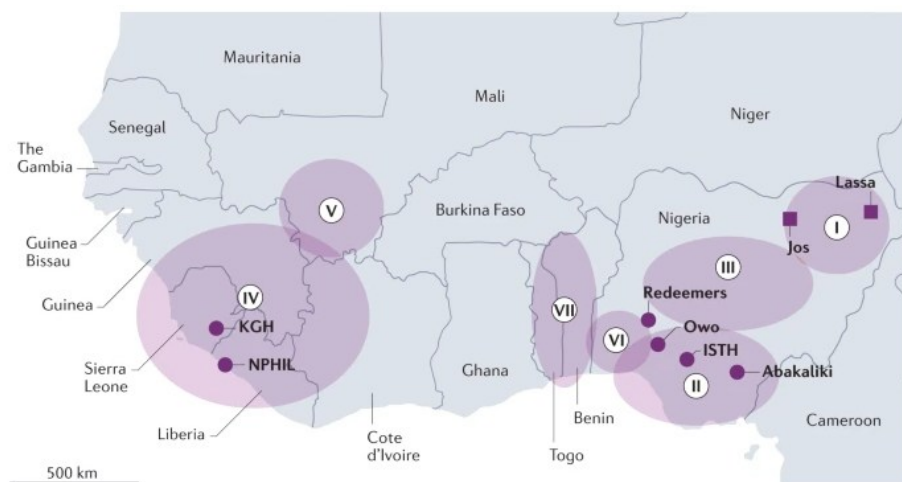 Mauritania
Mali
Niger
Senegal
The
Gambia
Lassa
V
Burkina Faso
Nigeria
I
Jos
Guinea
Bissau
III
IV
Redeemers
Guinea
VII
KGH
Owo
VI
ISTH
NPHIL
Sierra
Leone
Ghana
Abakaliki
II
Benin
Cameroon
Liberia
Cote
d'Ivoire
Togo
500 km